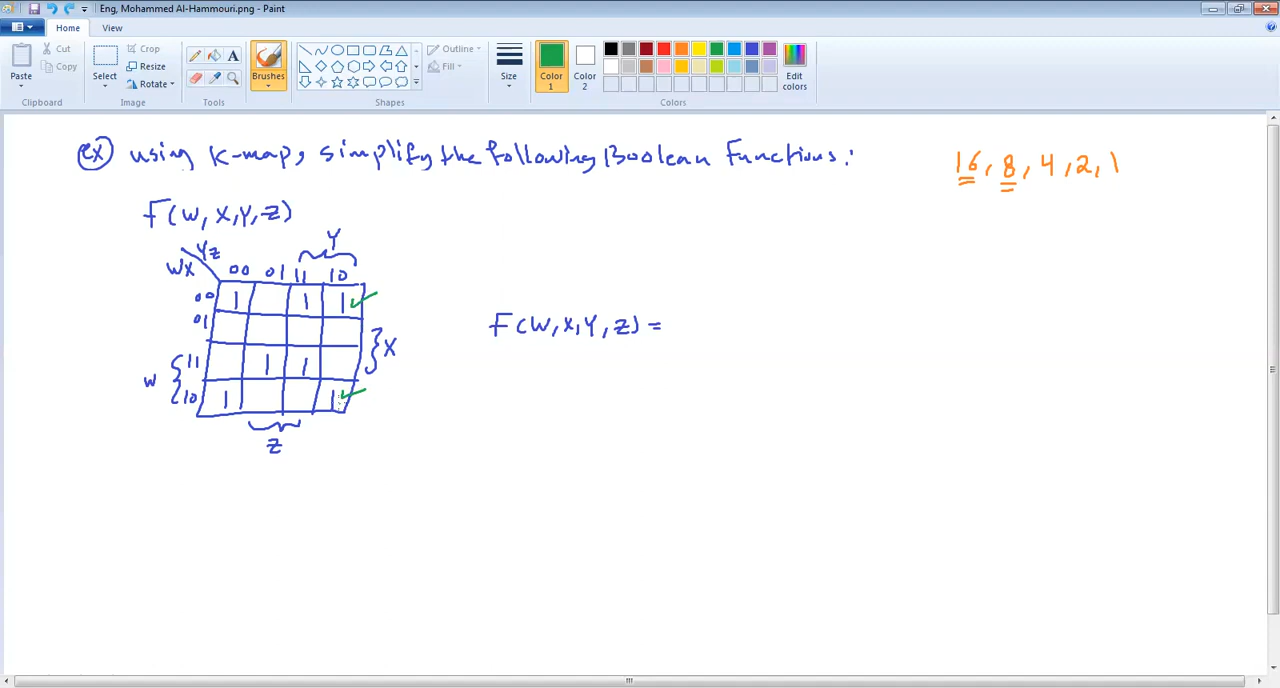 Eng, Mohammed Al-Hammouri.png - Paint
Home View
Paste Cut Copy Select Crop Resize Rotate A Brushes Outline Fill Size Color 1 Color 2 Edit colors
Clipboard Image Tools Shapes Colors
ex) using K-map, simplify the following Boolean Functions: 16, 8, 4, 2, 1
F(W, X, Y, Z)
Y
YZ
WX 00 01 11 10
00 1 1 1
01
11 1 1
10 1 1
X
W
Z
F(W, X, Y, Z) =